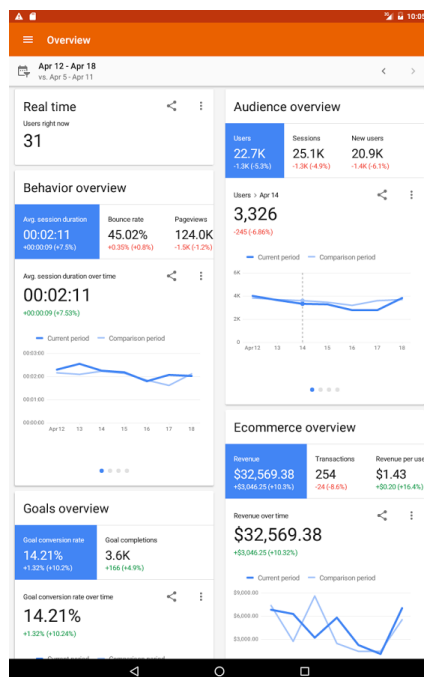 10:05
Overview
Apr 12 - Apr 18
vs. Apr 5 - Apr 11
Real time
Users right now
31
Behavior overview
Avg. session duration
00:02:11
+00:00:09 (+7.5%)
Bounce rate
45.02%
+0.35% (+0.8%)
Pageviews
124.0K
-1.5K (-1.2%)
Avg. session duration over time
00:02:11
+00:00:09 (+7.53%)
Current period
Comparison period
00:03:00
00:02:00
00:01:00
00:00:00
Apr 12 13 14 15 16 17 18
Goals overview
Goal conversion rate
14.21%
+1.32% (+10.2%)
Goal completions
3.6K
+166 (+4.9%)
Goal conversion rate over time
14.21%
+1.32% (+10.24%)
Current period
Comparison period
Audience overview
Users
22.7K
-1.3K (-5.3%)
Sessions
25.1K
-1.3K (-4.9%)
New users
20.9K
-1.4K (-6.1%)
Users > Apr 14
3,326
-245 (-6.86%)
Current period
Comparison period
6K
4K
2K
0
Apr 12 13 14 15 16 17 18
Ecommerce overview
Revenue
$32,569.38
+$3,046.25 (+10.3%)
Transactions
254
-24 (-8.6%)
Revenue per use
$1.43
+$0.20 (+16.4%)
Revenue over time
$32,569.38
+$3,046.25 (+10.32%)
Current period
Comparison period
$9,000.00
$6,000.00
$3,000.00